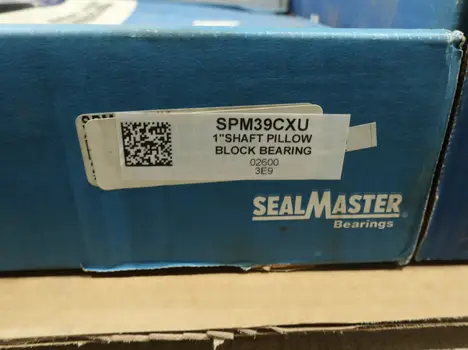 SPM39CXU
1"SHAFT PILLOW
BLOCK BEARING
02600
3E9
SEALMASTER®
Bearings